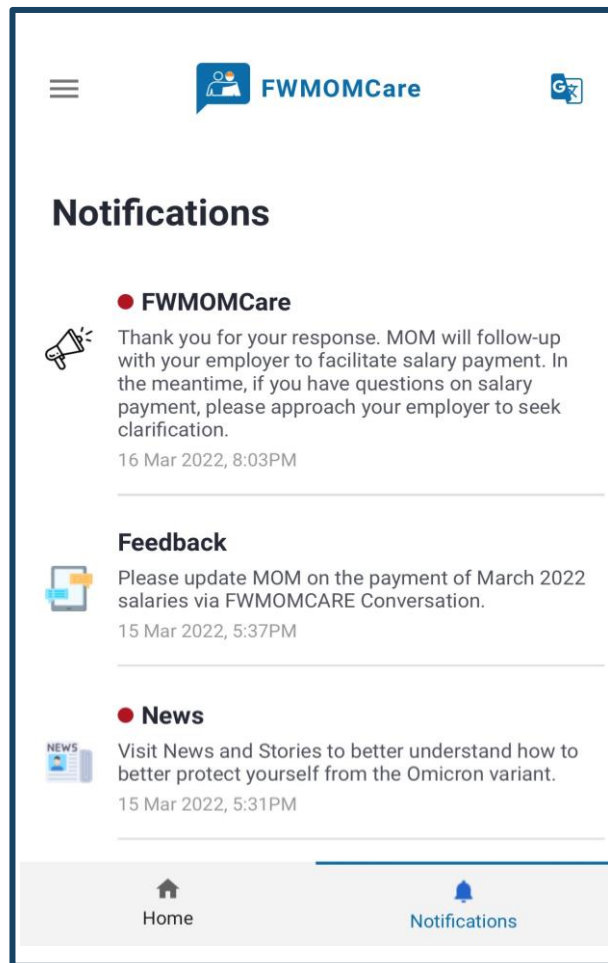 FWMOMCare
G文
Notifications
FWMOMCare
Thank you for your response. MOM will follow-up
with your employer to facilitate salary payment. In
the meantime, if you have questions on salary
payment, please approach your employer to seek
clarification.
16 Mar 2022, 8:03PM
Feedback
Please update MOM on the payment of March 2022
salaries via FWMOMCARE Conversation.
15 Mar 2022, 5:37PM
News
NEWS
Visit News and Stories to better understand how to
better protect yourself from the Omicron variant.
15 Mar 2022, 5:31PM
Home
Notifications